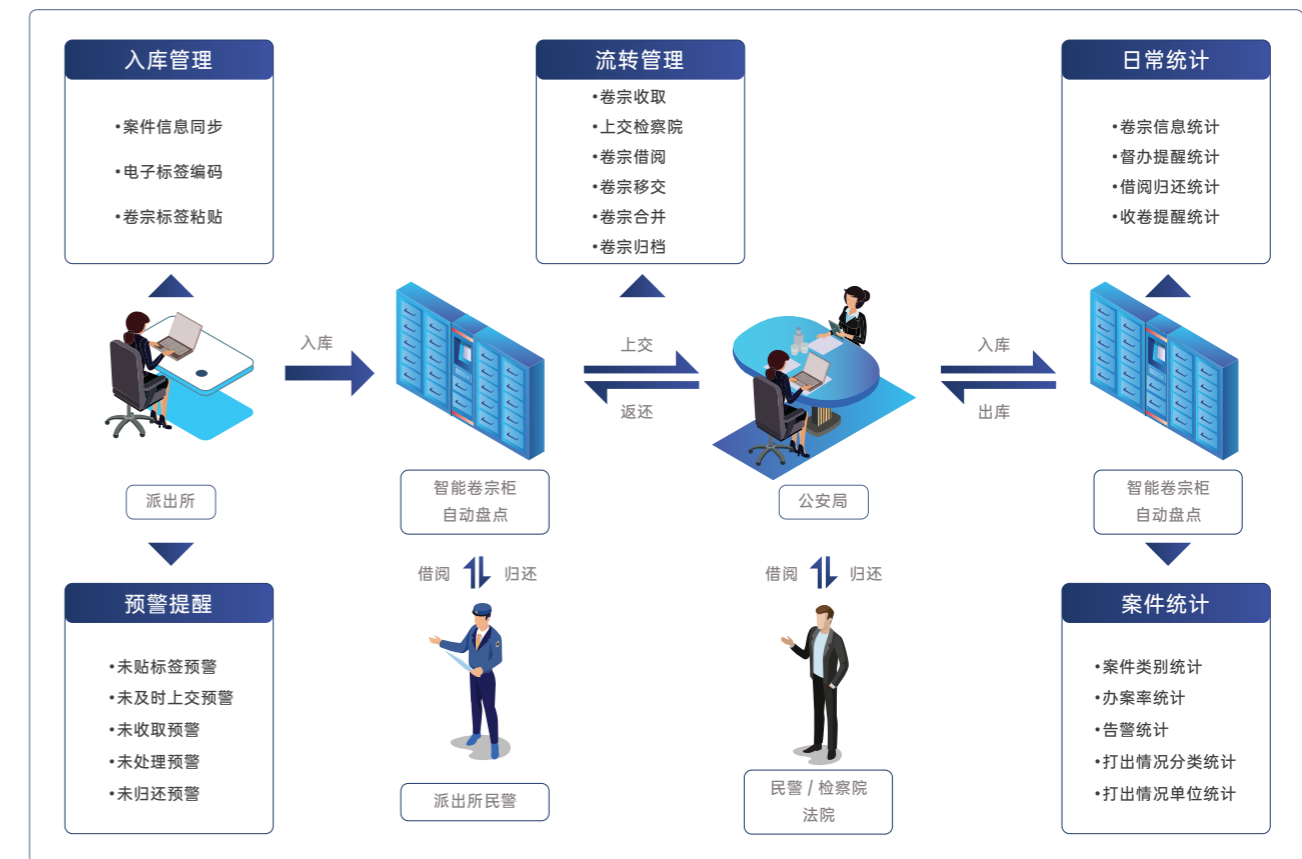 入库管理
•案件信息同步
•电子标签编码
•卷宗标签粘贴
流转管理
•卷宗收取
•上交检察院
•卷宗借阅
•卷宗移交
•卷宗合并
•卷宗归档
日常统计
•卷宗信息统计
•督办提醒统计
•借阅归还统计
•收卷提醒统计
入库
上交
返还
入库
出库
派出所
智能卷宗柜
自动盘点
公安局
智能卷宗柜
自动盘点
借阅
归还
借阅
归还
预警提醒
•未贴标签预警
•未及时上交预警
•未收取预警
•未处理预警
•未归还预警
派出所民警
民警 / 检察院
法院
案件统计
•案件类别统计
•办案率统计
•告警统计
•打出情况分类统计
•打出情况单位统计